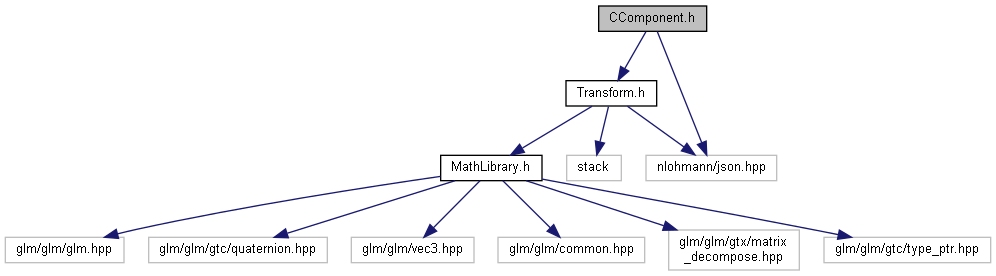 CComponent.h
Transform.h
MathLibrary.h
stack
nlohmann/json.hpp
glm/glm/glm.hpp
glm/glm/gtc/quaternion.hpp
glm/glm/vec3.hpp
glm/glm/common.hpp
glm/glm/gtx/matrix
_decompose.hpp
glm/glm/gtc/type_ptr.hpp